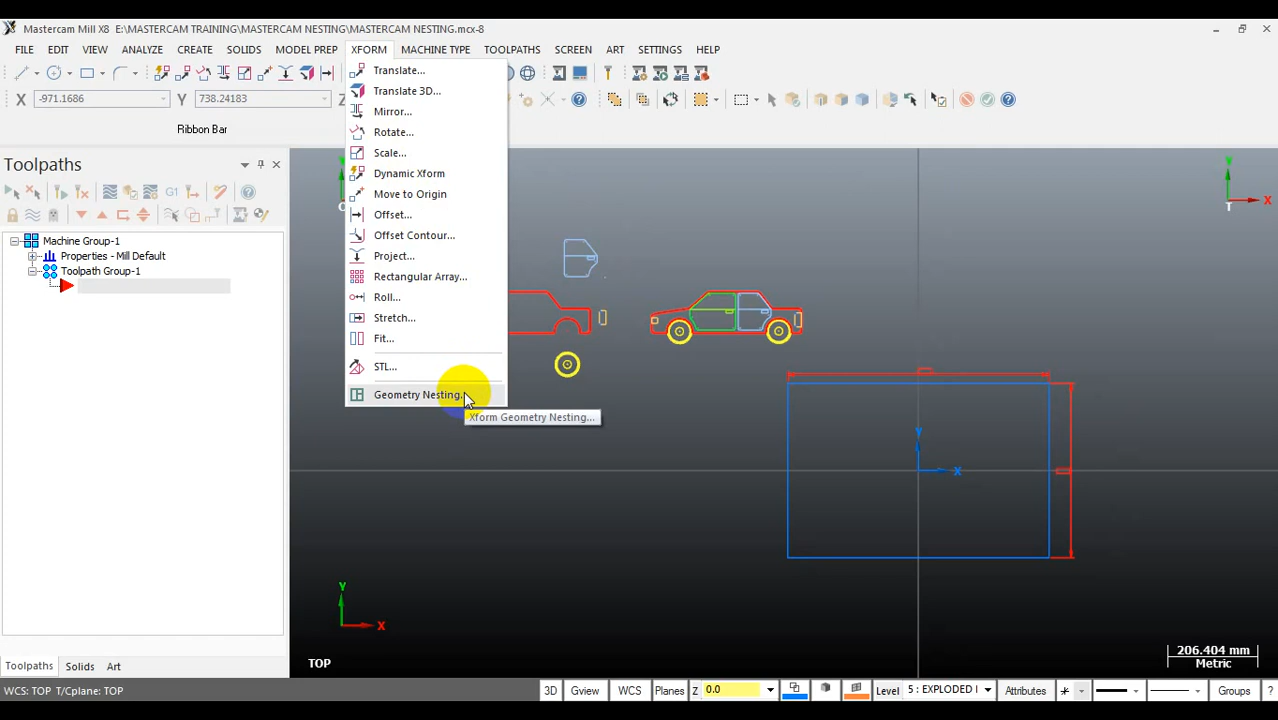 Mastercam Mill X8 E:\MASTERCAM TRAINING\MASTERCAM NESTING\MASTERCAM NESTING.mcx-8
FILE EDIT VIEW ANALYZE CREATE SOLIDS MODEL PREP XFORM MACHINE TYPE TOOLPATHS SCREEN ART SETTINGS HELP
X -971.1686 Y 738.24183 Z
Ribbon Bar
Translate...
Translate 3D...
Mirror...
Rotate...
Scale...
Dynamic Xform
Move to Origin
Offset...
Offset Contour...
Project...
Rectangular Array...
Roll...
Stretch...
Fit...
STL...
Geometry Nesting...
Xform Geometry Nesting...
Toolpaths
G1
Machine Group-1
Properties - Mill Default
Toolpath Group-1
Y
X
T
Y
X
Y
X
TOP
206.404 mm
Metric
Toolpaths Solids Art
WCS: TOP T/Cplane: TOP
3D Gview WCS Planes Z 0.0 Level 5 : EXPLODED Attributes Groups ?